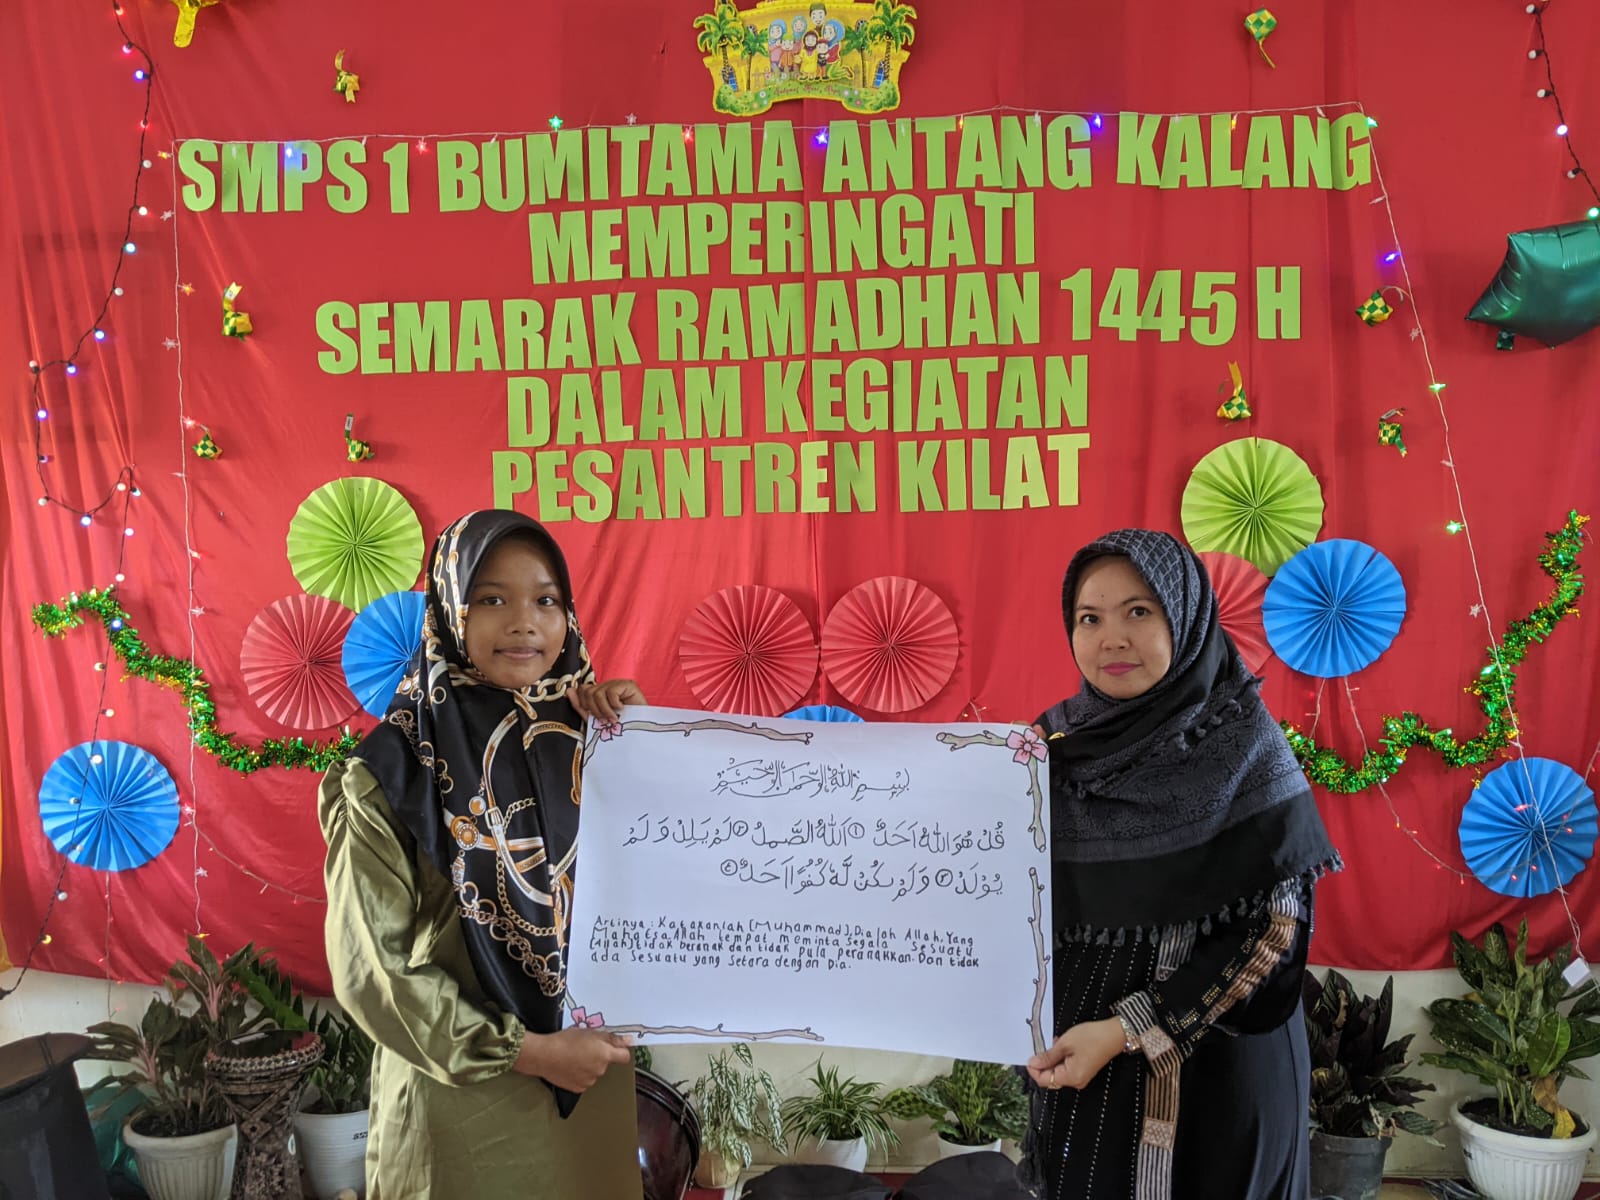 SMPS 1 BUMITAMA ANTANG KALANG
MEMPERINGATI
SEMARAK RAMADHAN 1445 H
DALAM KEGIATAN
PESANTREN KILAT
بِسْمِ اللهِ الرَّحْمَنِ الرَّحِيْمِ
قُلْ هُوَ اللّٰهُ اَحَدٌ ١ اَللّٰهُ الصَّمَدُ ٢ لَمْ يَلِدْ وَلَمْ
يُوْلَدْ ٣ وَلَمْ يَكُنْ لَّهٗ كُفُوًا اَحَدٌ ٤
Artinya : Katakanlah (Muhammad), Dialah Allah, Yang
Maha Esa. Allah tempat meminta segala sesuatu
(Allah) tidak beranak dan tidak pula peranakkan. Dan tidak
ada sesuatu yang setara dengan Dia.